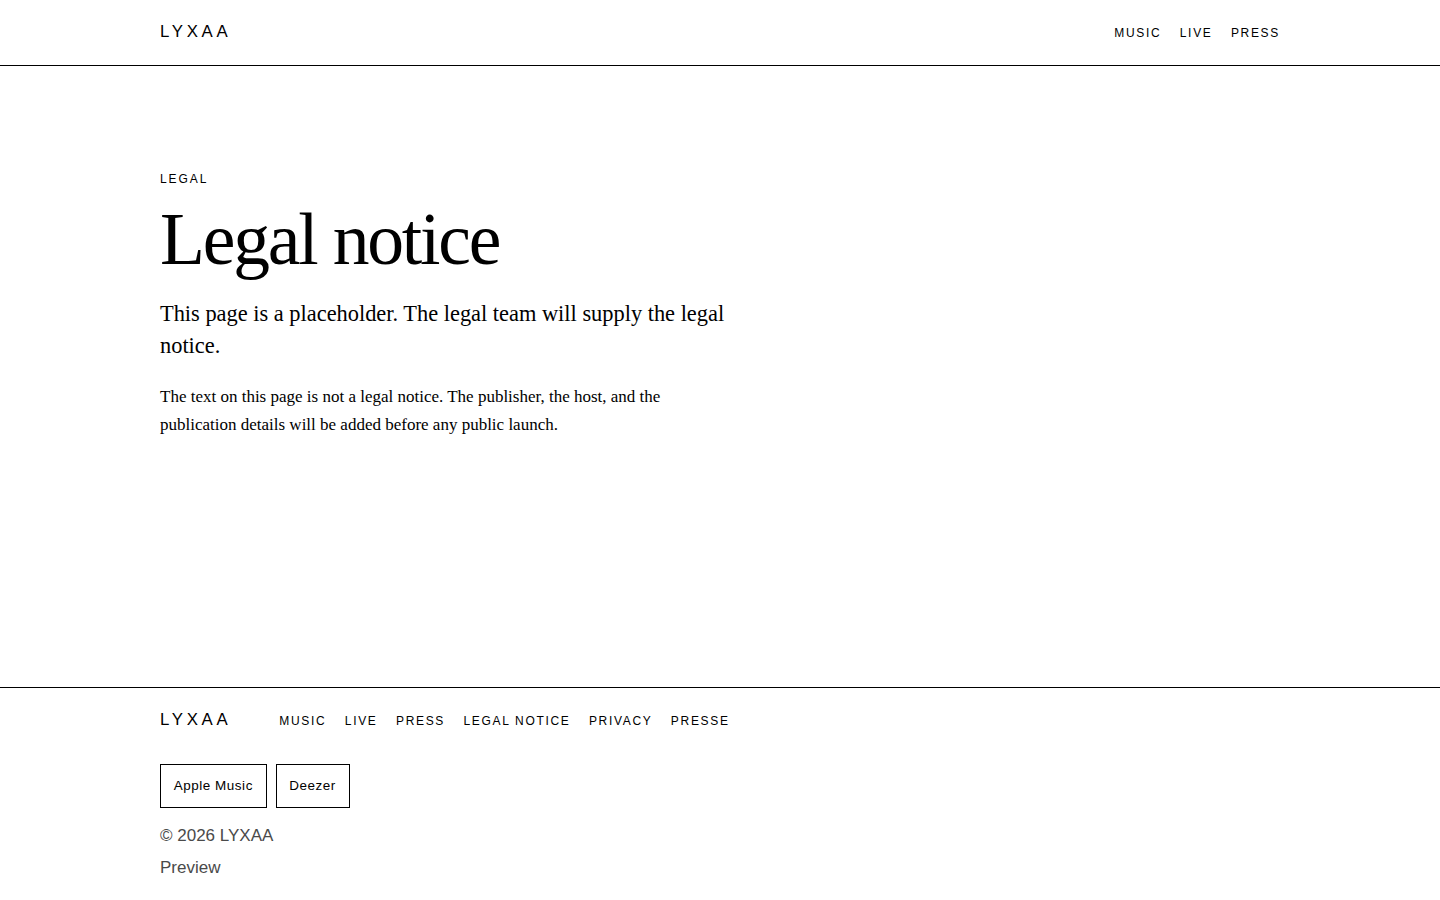 LYXAA
MUSIC LIVE PRESS
LEGAL
Legal notice
This page is a placeholder. The legal team will supply the legal
notice.
The text on this page is not a legal notice. The publisher, the host, and the
publication details will be added before any public launch.
LYXAA
MUSIC LIVE PRESS LEGAL NOTICE PRIVACY PRESSE
Apple Music Deezer
© 2026 LYXAA
Preview